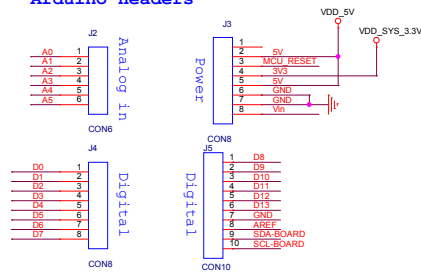 Arduino Headers
J2
A0 1
A1 2
A2 3
A3 4
A4 5
A5 6
Analog in
CON6
J3
VDD_5V
VDD_SYS_3.3V
1
2 5V
3 MCU_RESET
4 3V3
5 5V
6 GND
7 GND
8 Vin
Power
CON8
J4
D0 1
D1 2
D2 3
D3 4
D4 5
D5 6
D6 7
D7 8
Digital
CON8
J5
1 D8
2 D9
3 D10
4 D11
5 D12
6 D13
7 GND
8 AREF
9 SDA-BOARD
10 SCL-BOARD
Digital
CON10